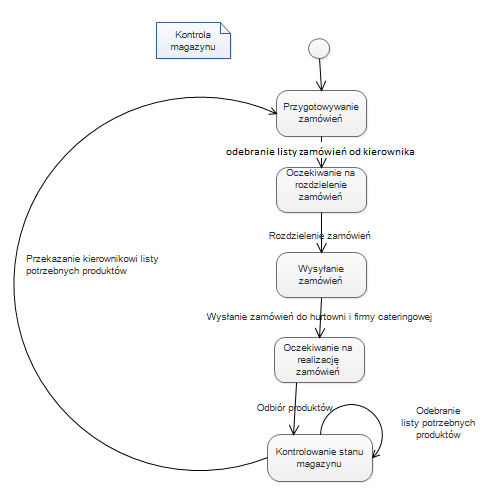 Kontrola
magazynu
Przygotowywanie
zamówień
odebranie listy zamówień od kierownika
Oczekiwanie na
rozdzielenie
zamówień
Rozdzielenie zamówień
Przekazanie kierownikowi listy
potrzebnych produktów
Wysyłanie
zamówień
Wysłanie zamówień do hurtowni i firmy cateringowej
Oczekiwanie na
realizację
zamówień
Odbiór produktów
Odebranie
listy potrzebnych
produktów
Kontrolowanie stanu
magazynu